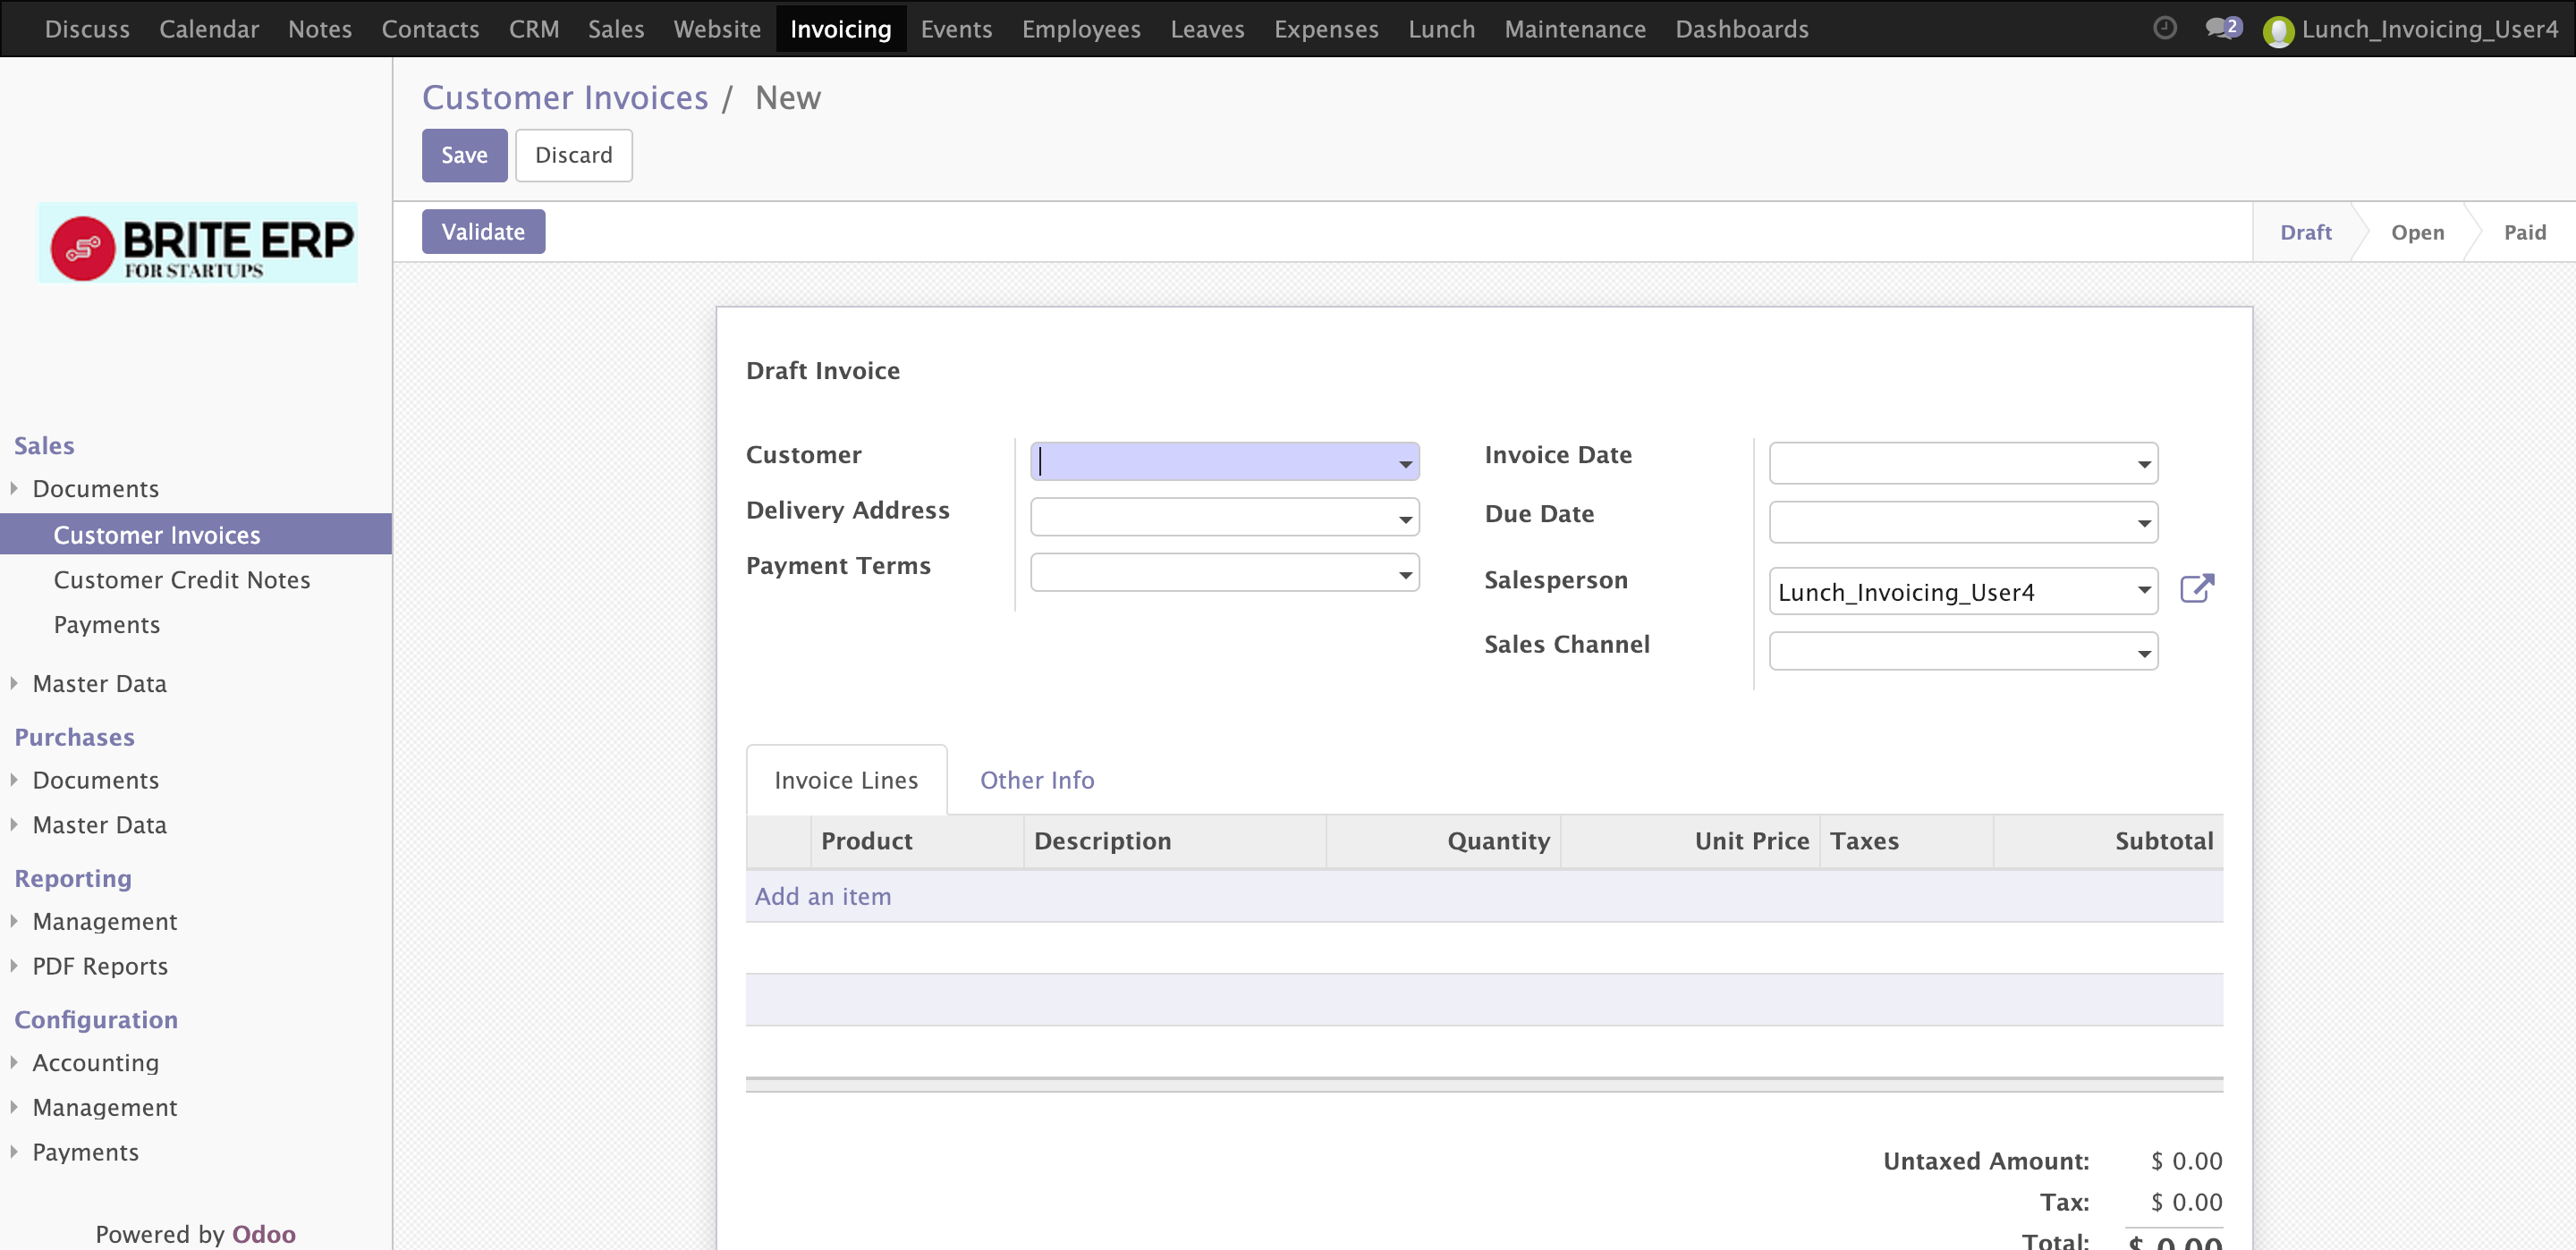 Discuss Calendar Notes Contacts CRM Sales Website Invoicing Events Employees Leaves Expenses Lunch Maintenance Dashboards 2 Lunch_Invoicing_User4
BRITE ERP
FOR STARTUPS
Sales
Documents
Customer Invoices
Customer Credit Notes
Payments
Master Data
Purchases
Documents
Master Data
Reporting
Management
PDF Reports
Configuration
Accounting
Management
Payments
Powered by Odoo
Customer Invoices / New
Save Discard
Validate Draft Open Paid
Draft Invoice
Customer
Delivery Address
Payment Terms
Invoice Date
Due Date
Salesperson Lunch_Invoicing_User4
Sales Channel
Invoice Lines Other Info
Product Description Quantity Unit Price Taxes Subtotal
Add an item
Untaxed Amount: $ 0.00
Tax: $ 0.00
Total: $ 0.00